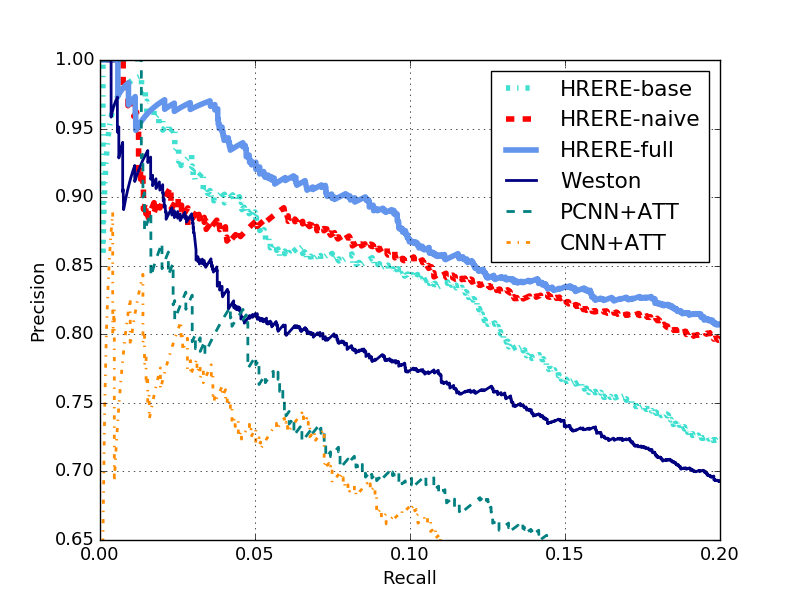 1.00
0.95
0.90
0.85
0.80
0.75
0.70
0.65
Precision
HRERE-base
HRERE-naive
HRERE-full
Weston
PCNN+ATT
CNN+ATT
0.00 0.05 0.10 0.15 0.20
Recall